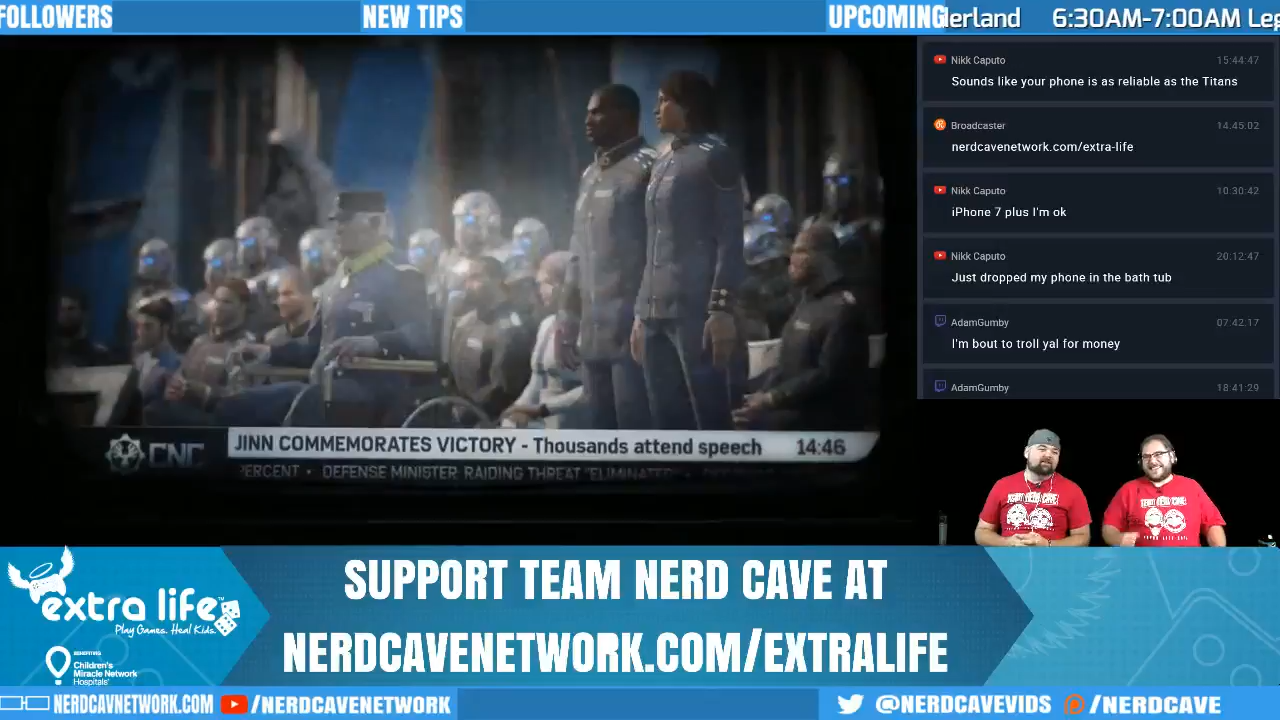 FOLLOWERS
NEW TIPS
UPCOMING
derland 6:30AM-7:00AM Leg
Nikk Caputo 15:44:47
Sounds like your phone is as reliable as the Titans
Broadcaster 14:45:02
nerdcavenetwork.com/extra-life
Nikk Caputo 10:30:42
iPhone 7 plus I'm ok
Nikk Caputo 20:12:47
Just dropped my phone in the bath tub
AdamGumby 07:42:17
I'm bout to troll yal for money
AdamGumby 18:41:29
CNC
JINN COMMEMORATES VICTORY - Thousands attend speech 14:46
PERCENT • DEFENSE MINISTER: RAIDING THREAT "ELIMINATED"
extra life
Play Games. Heal Kids.
BENEFITING
Children's
Miracle Network
Hospitals
SUPPORT TEAM NERD CAVE AT
NERDCAVENETWORK.COM/EXTRALIFE
NERDCAVENETWORK.COM
/NERDCAVENETWORK
@NERDCAVEVIDS
/NERDCAVE